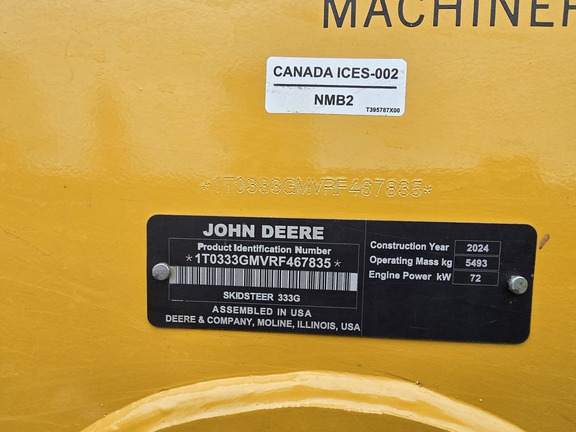 MACHINER
CANADA ICES-002
NMB2
T395787X00
*1T0333GMVRF467835*
JOHN DEERE
Product Identification Number
*1T0333GMVRF467835*
SKIDSTEER 333G
ASSEMBLED IN USA
DEERE & COMPANY, MOLINE, ILLINOIS, USA
Construction Year 2024
Operating Mass kg 5493
Engine Power kW 72